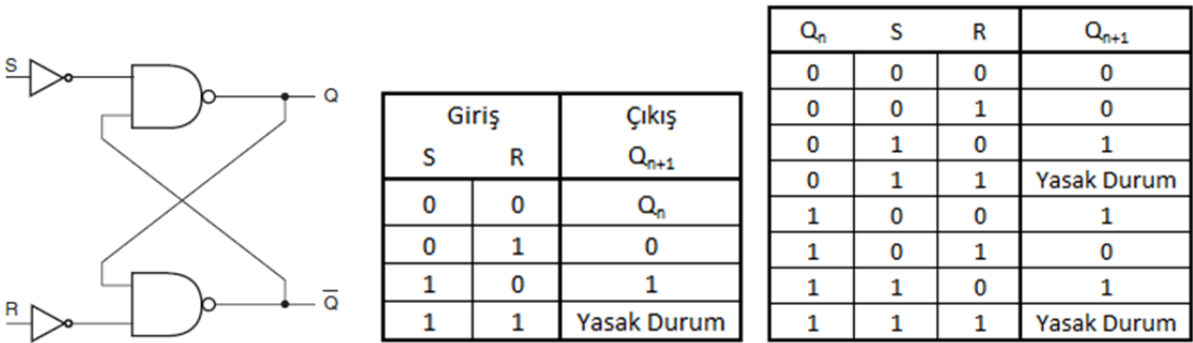 S
Q
R
Q̅
Giriş Çıkış
S R Qn+1
0 0 Qn
0 1 0
1 0 1
1 1 Yasak Durum
Qn S R Qn+1
0 0 0 0
0 0 1 0
0 1 0 1
0 1 1 Yasak Durum
1 0 0 1
1 0 1 0
1 1 0 1
1 1 1 Yasak Durum